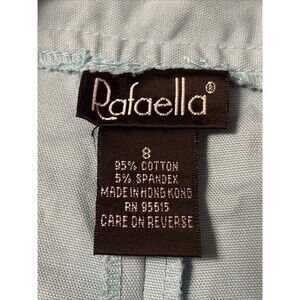 Rafaella®
8
95% COTTON
5% SPANDEX
MADE IN HONG KONG
RN 95515
CARE ON REVERSE